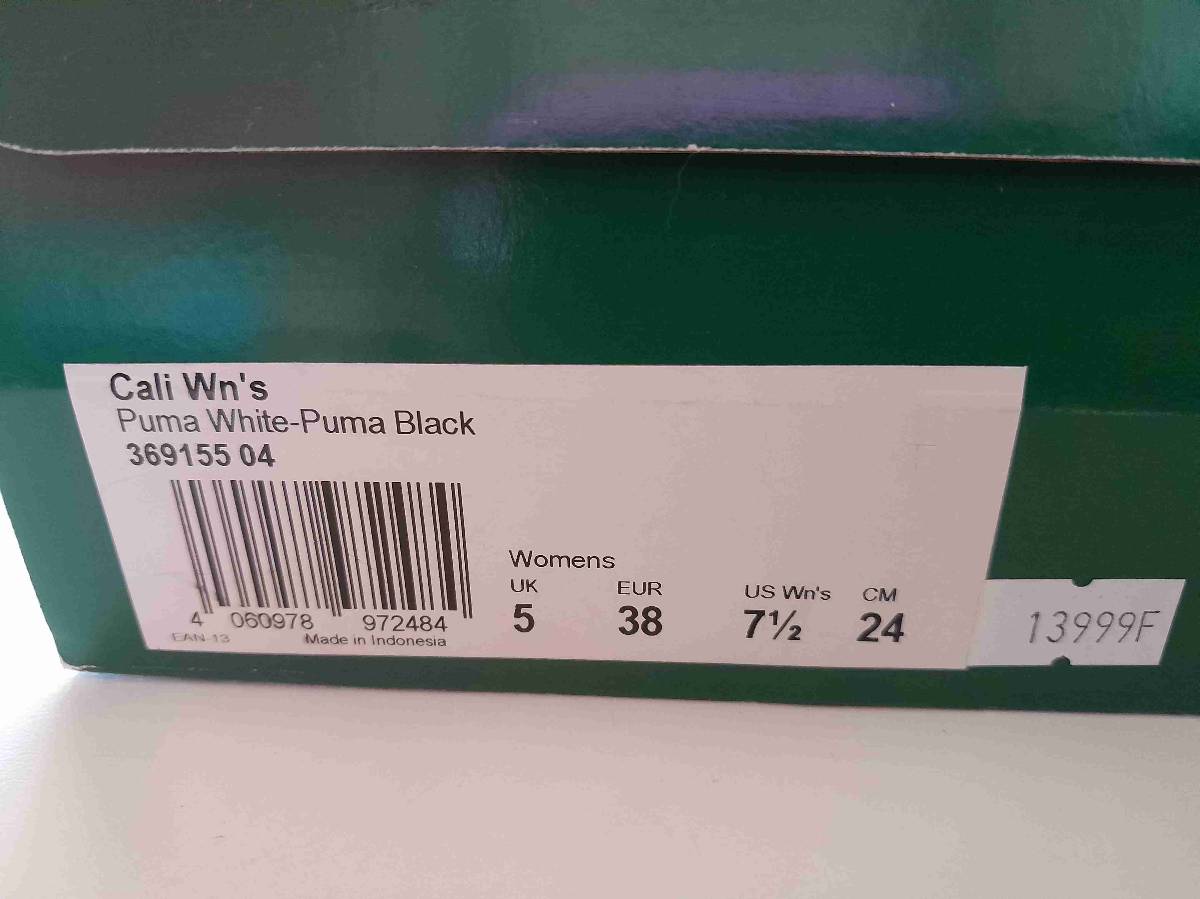 Cali Wn's
Puma White-Puma Black
369155 04
4 060978 972484
EAN-13 Made in Indonesia
Womens
UK EUR US Wn's CM
5 38 7½ 24
13999F